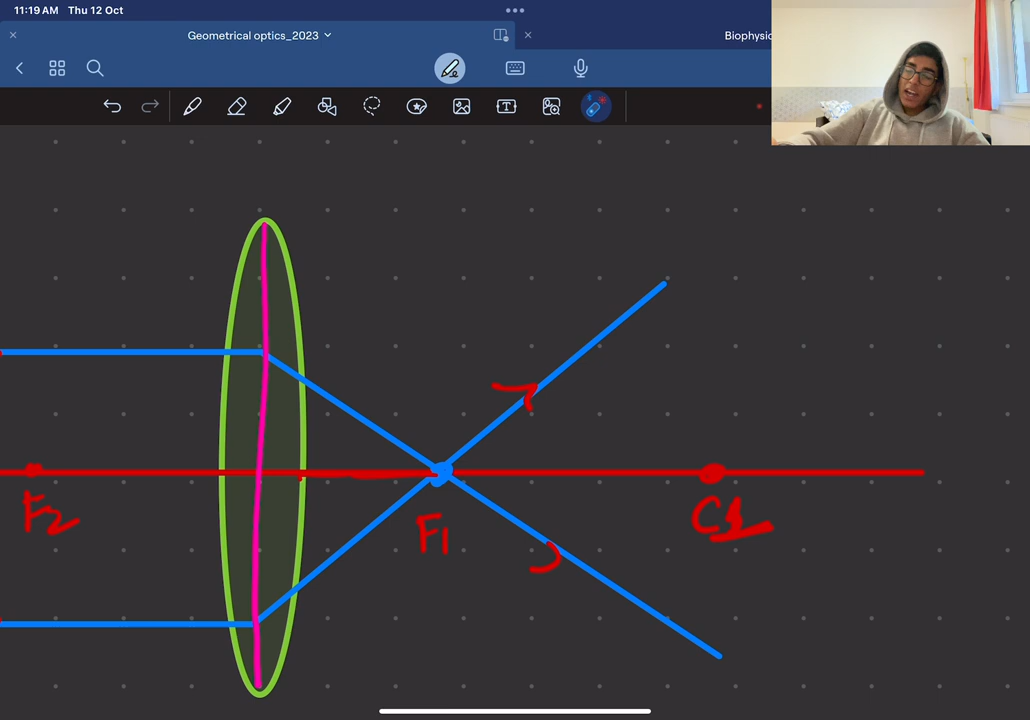 11:19 AM Thu 12 Oct
Geometrical optics_2023
Biophysic
F2
F1
C1